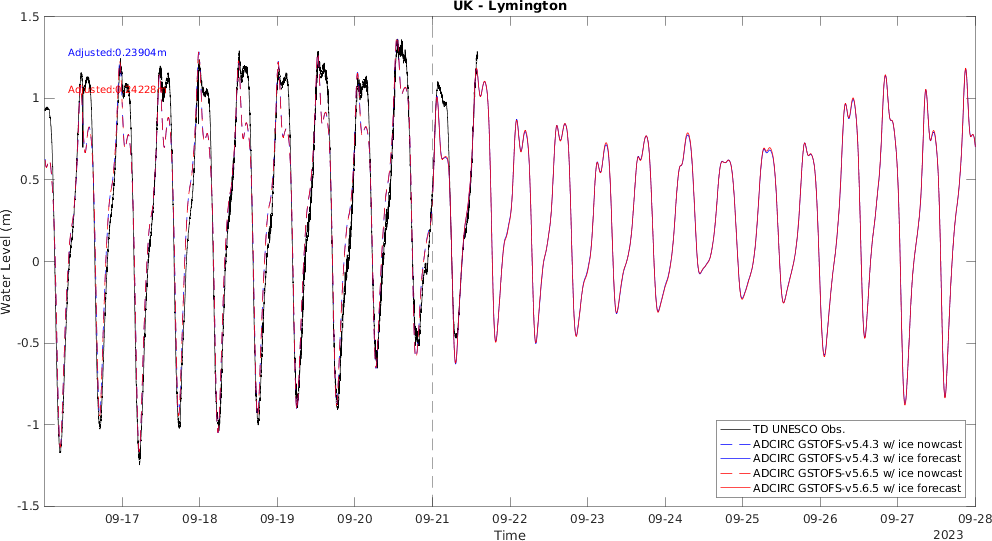 UK - Lymington
Adjusted:0.23904m
Water Level (m)
1.5
1
0.5
0
-0.5
-1
-1.5
TD UNESCO Obs.
ADCIRC GSTOFS-v5.4.3 w/ ice nowcast
ADCIRC GSTOFS-v5.4.3 w/ ice forecast
ADCIRC GSTOFS-v5.6.5 w/ ice nowcast
ADCIRC GSTOFS-v5.6.5 w/ ice forecast
09-17 09-18 09-19 09-20 09-21 09-22 09-23 09-24 09-25 09-26 09-27 09-28
Time
2023